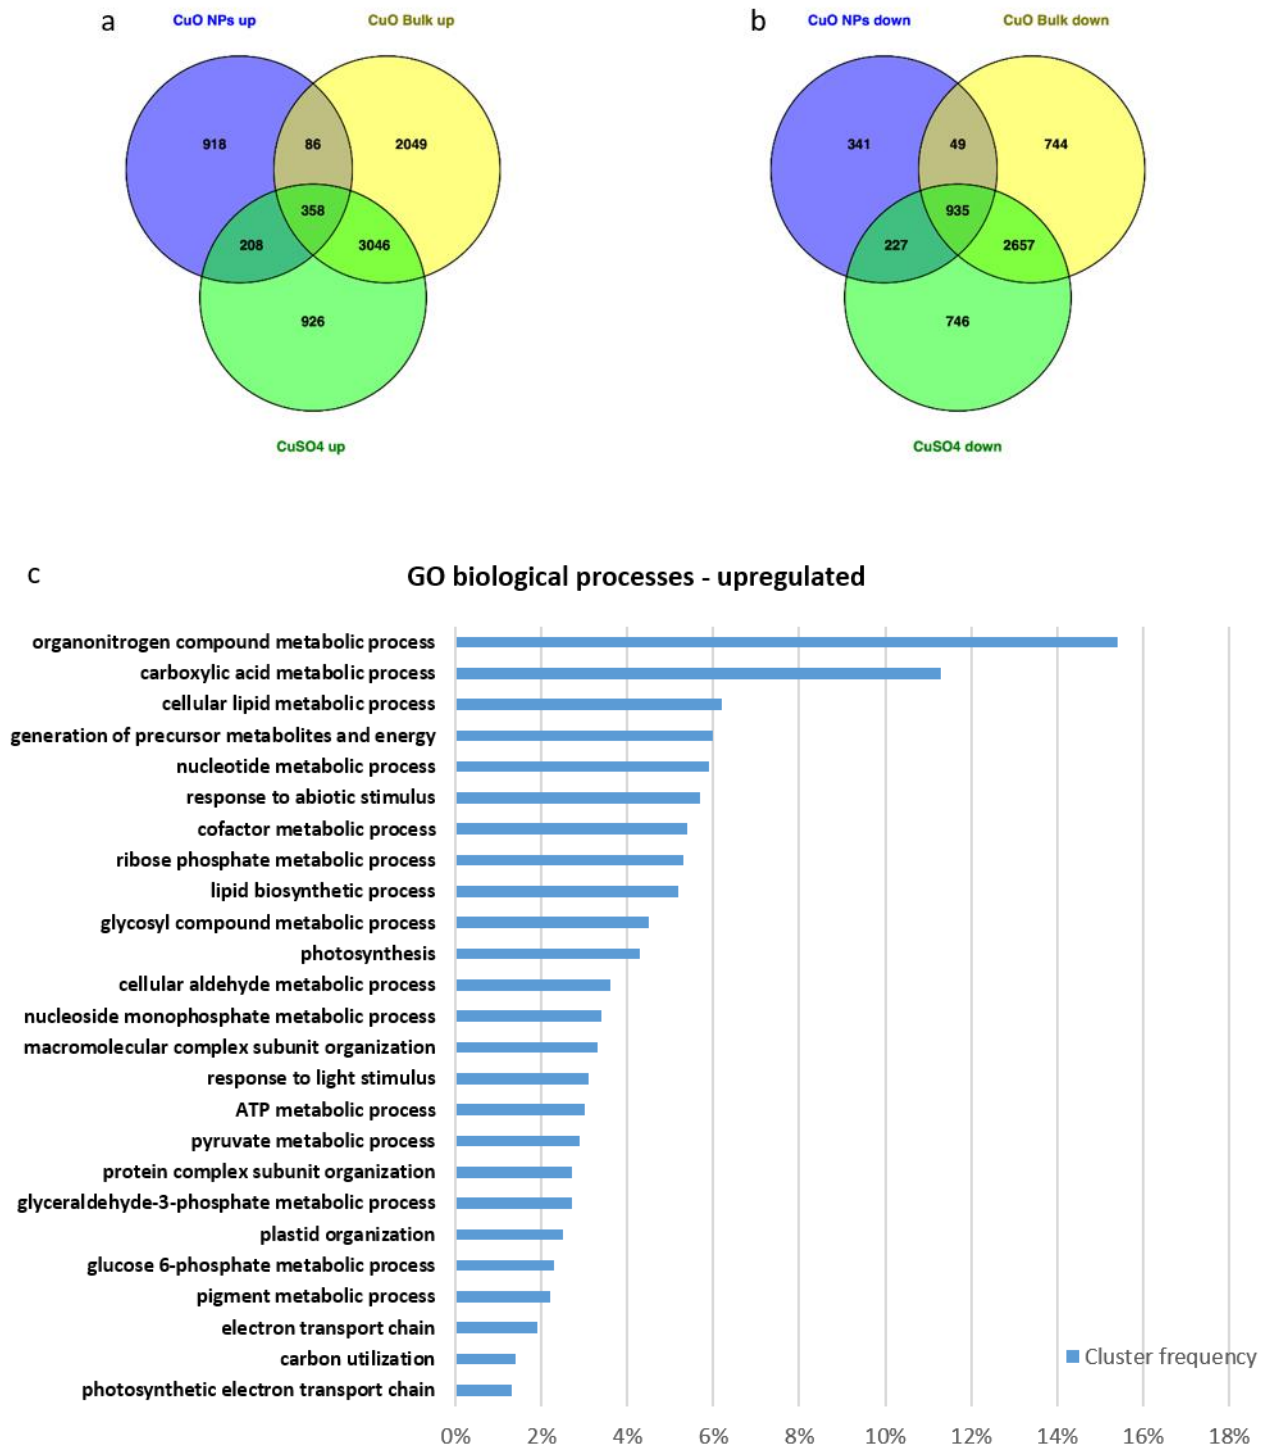 a
CuO NPs up
CuO Bulk up
918
86
2049
358
208
3046
926
CuSO4 up
b
CuO NPs down
CuO Bulk down
341
49
744
935
227
2657
746
CuSO4 down
c
GO biological processes - upregulated
organonitrogen compound metabolic process
carboxylic acid metabolic process
cellular lipid metabolic process
generation of precursor metabolites and energy
nucleotide metabolic process
response to abiotic stimulus
cofactor metabolic process
ribose phosphate metabolic process
lipid biosynthetic process
glycosyl compound metabolic process
photosynthesis
cellular aldehyde metabolic process
nucleoside monophosphate metabolic process
macromolecular complex subunit organization
response to light stimulus
ATP metabolic process
pyruvate metabolic process
protein complex subunit organization
glyceraldehyde-3-phosphate metabolic process
plastid organization
glucose 6-phosphate metabolic process
pigment metabolic process
electron transport chain
carbon utilization
photosynthetic electron transport chain
Cluster frequency
0% 2% 4% 6% 8% 10% 12% 14% 16% 18%